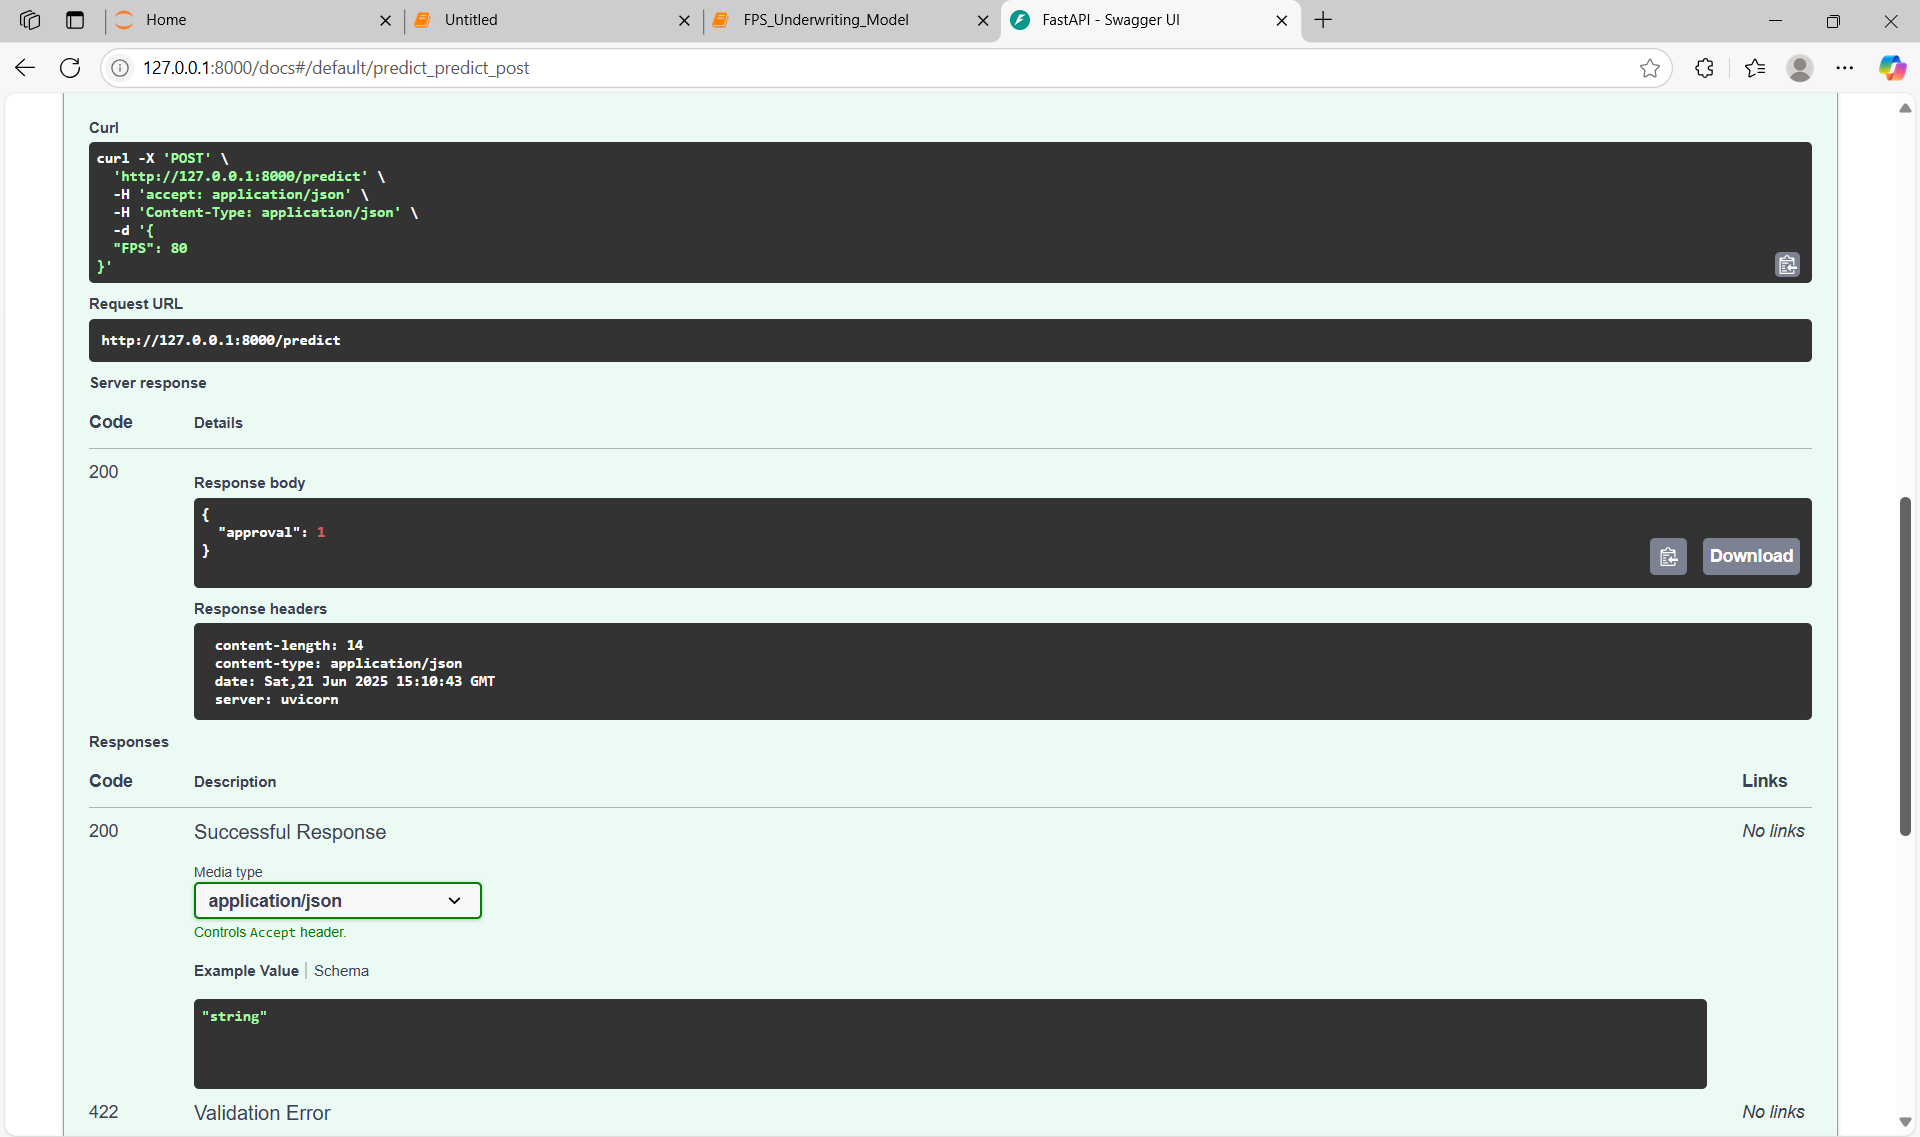 Home
Untitled
FPS_Underwriting_Model
FastAPI - Swagger UI
127.0.0.1:8000/docs#/default/predict_predict_post
Curl
curl -X 'POST' \
'http://127.0.0.1:8000/predict' \
-H 'accept: application/json' \
-H 'Content-Type: application/json' \
-d '{
"FPS": 80
}'
Request URL
http://127.0.0.1:8000/predict
Server response
Code Details
200
Response body
{
"approval": 1
}
Download
Response headers
content-length: 14
content-type: application/json
date: Sat,21 Jun 2025 15:10:43 GMT
server: uvicorn
Responses
Code Description Links
200 Successful Response No links
Media type
application/json
Controls Accept header.
Example Value Schema
"string"
422 Validation Error No links